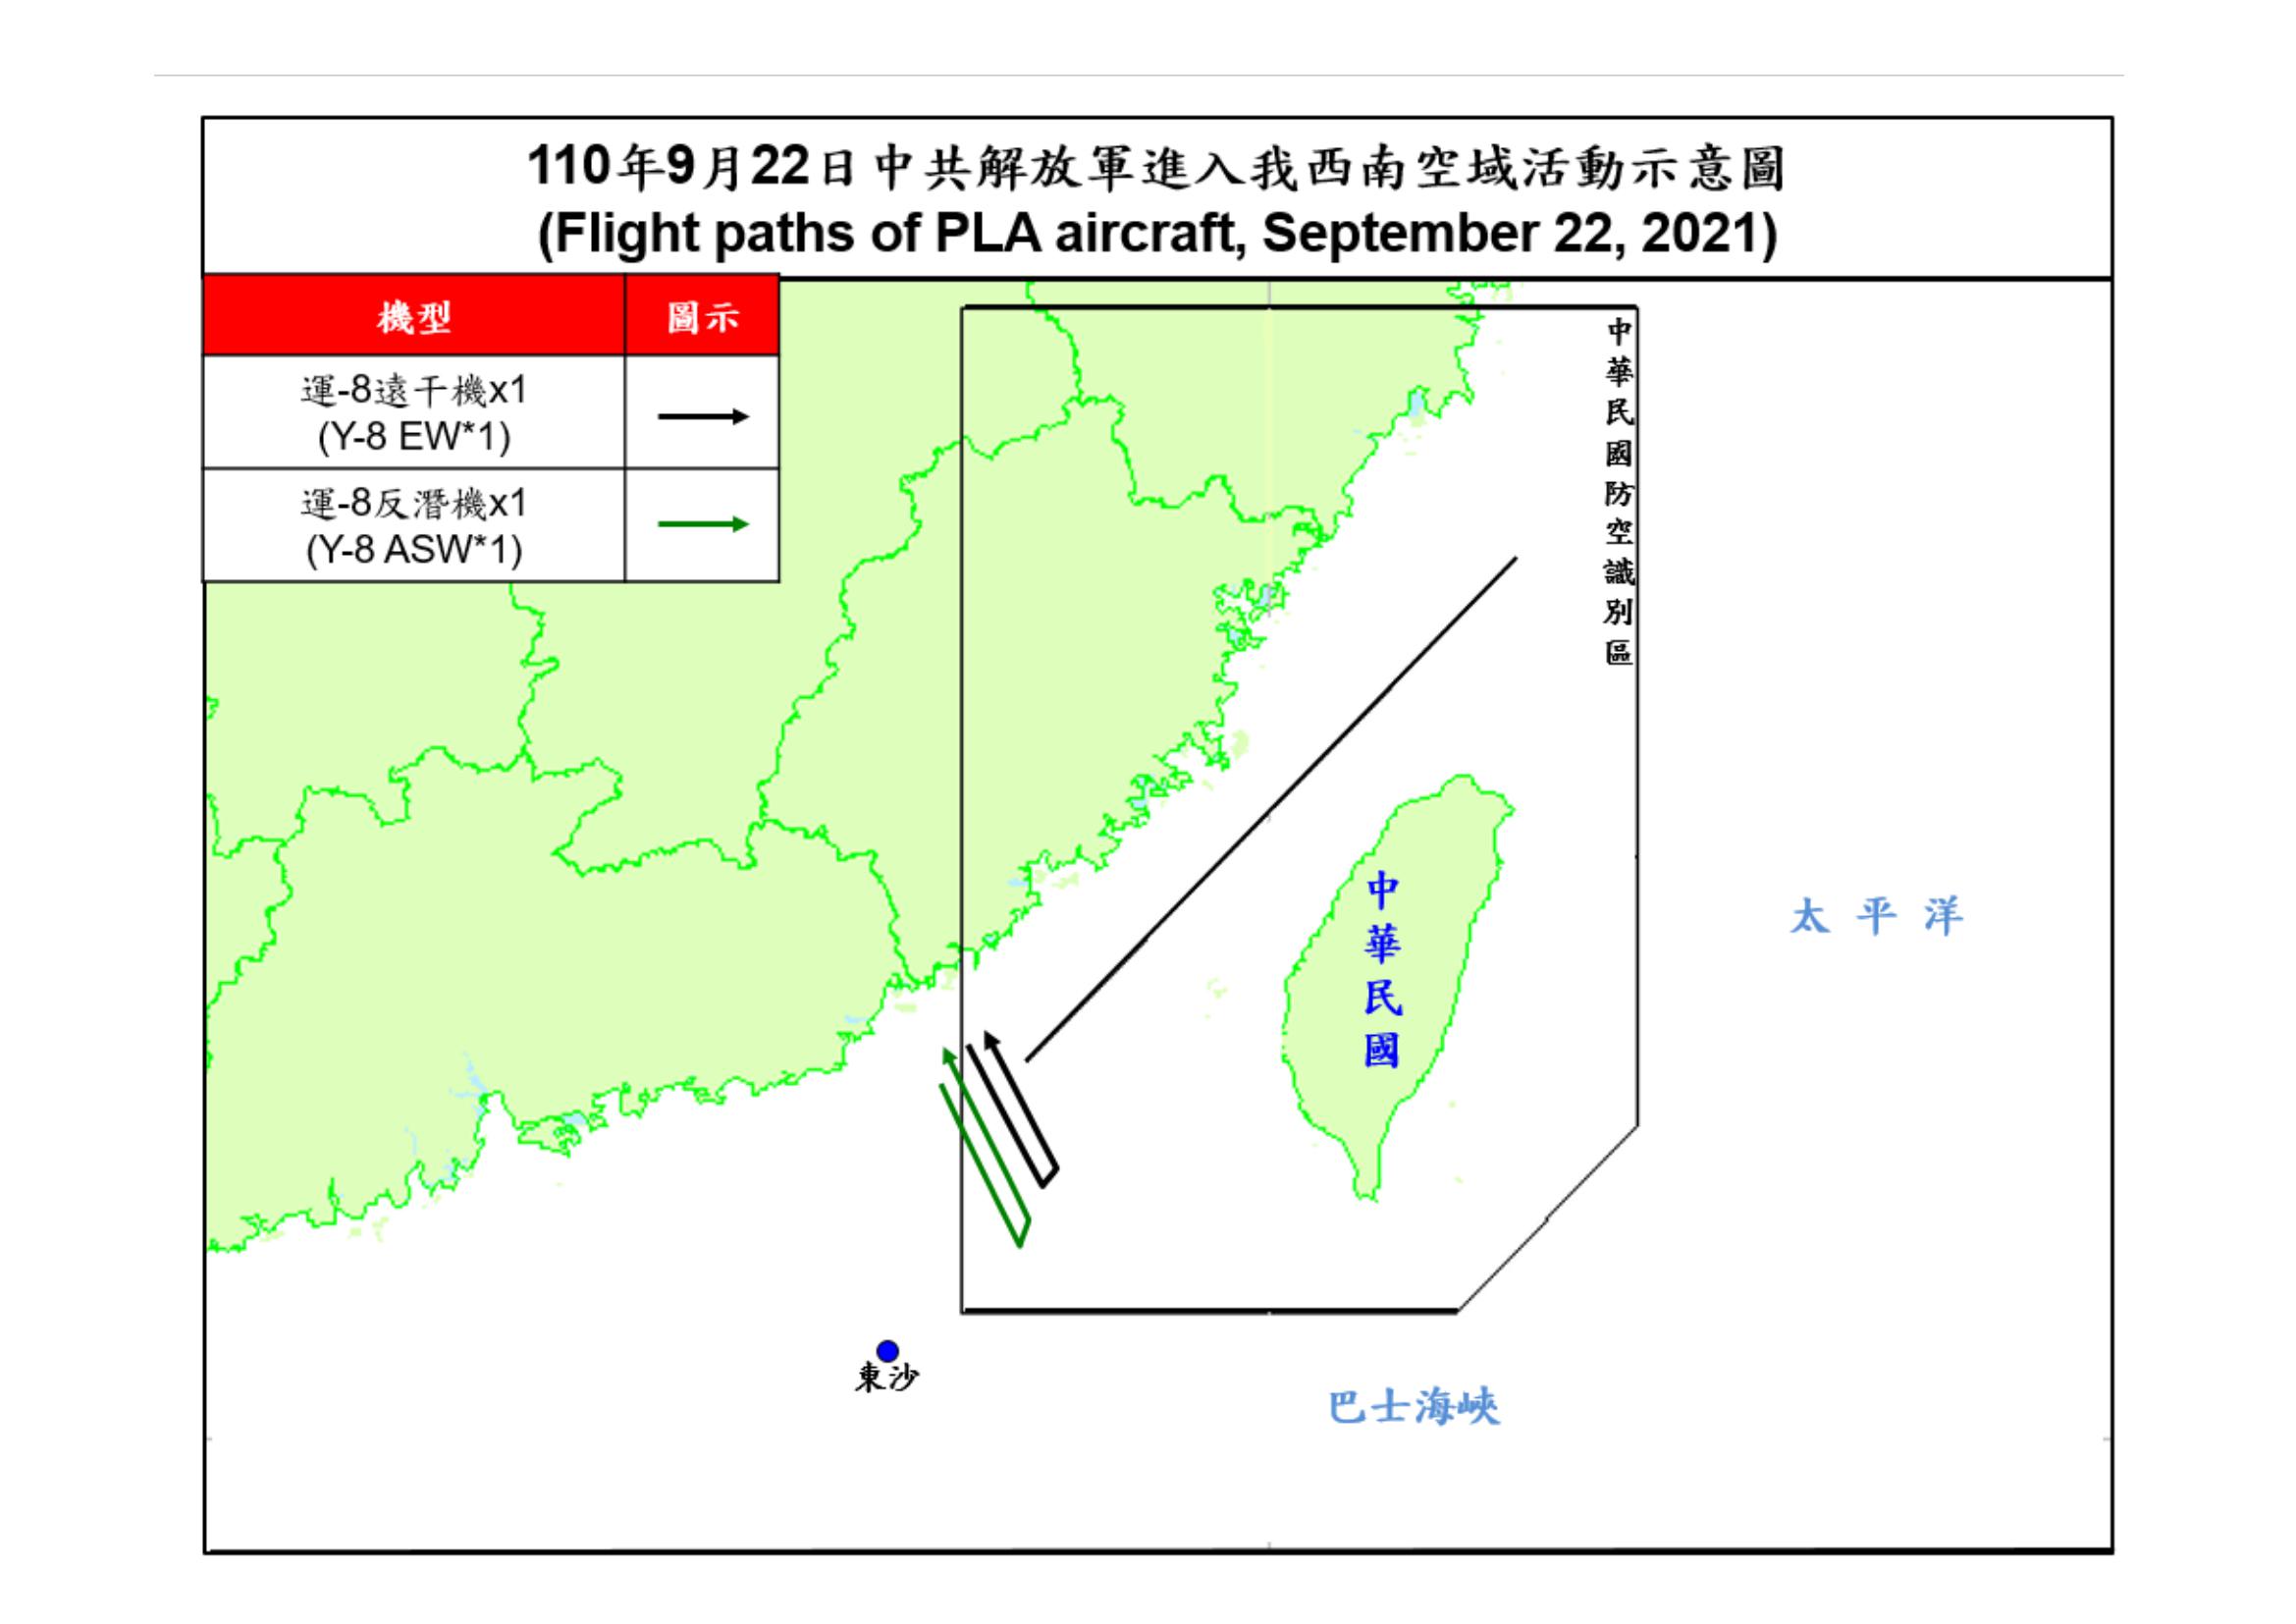 110年9月22日中共解放軍進入我西南空域活動示意圖
(Flight paths of PLA aircraft, September 22, 2021)
機型
圖示
運-8遠干機x1
(Y-8 EW*1)
運-8反潛機x1
(Y-8 ASW*1)
中華民國防空識別區
中華民國
太平洋
東沙
巴士海峽